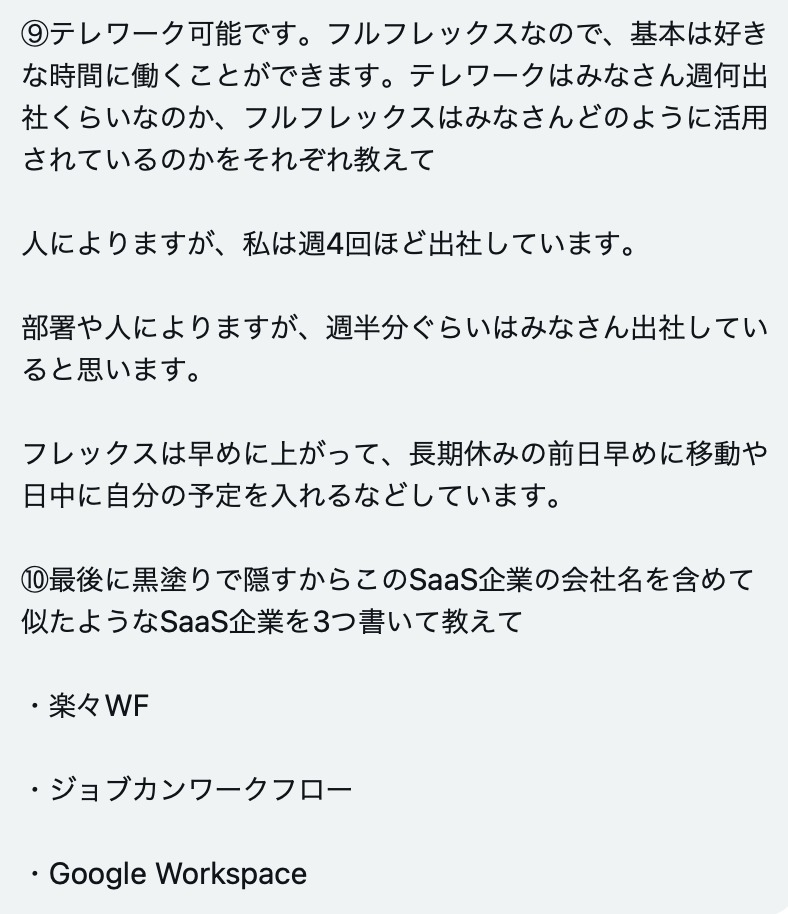 ⑨テレワーク可能です。フルフレックスなので、基本は好き
な時間に働くことができます。テレワークはみなさん週何出
社くらいなのか、フルフレックスはみなさんどのように活用
されているのかをそれぞれ教えて
人によりますが、私は週4回ほど出社しています。
部署や人によりますが、週半分ぐらいはみなさん出社してい
ると思います。
フレックスは早めに上がって、長期休みの前日早めに移動や
日中に自分の予定を入れるなどしています。
⑩最後に黒塗りで隠すからこのSaaS企業の会社名を含めて
似たようなSaaS企業を3つ書いて教えて
・楽々WF
・ジョブカンワークフロー
・Google Workspace